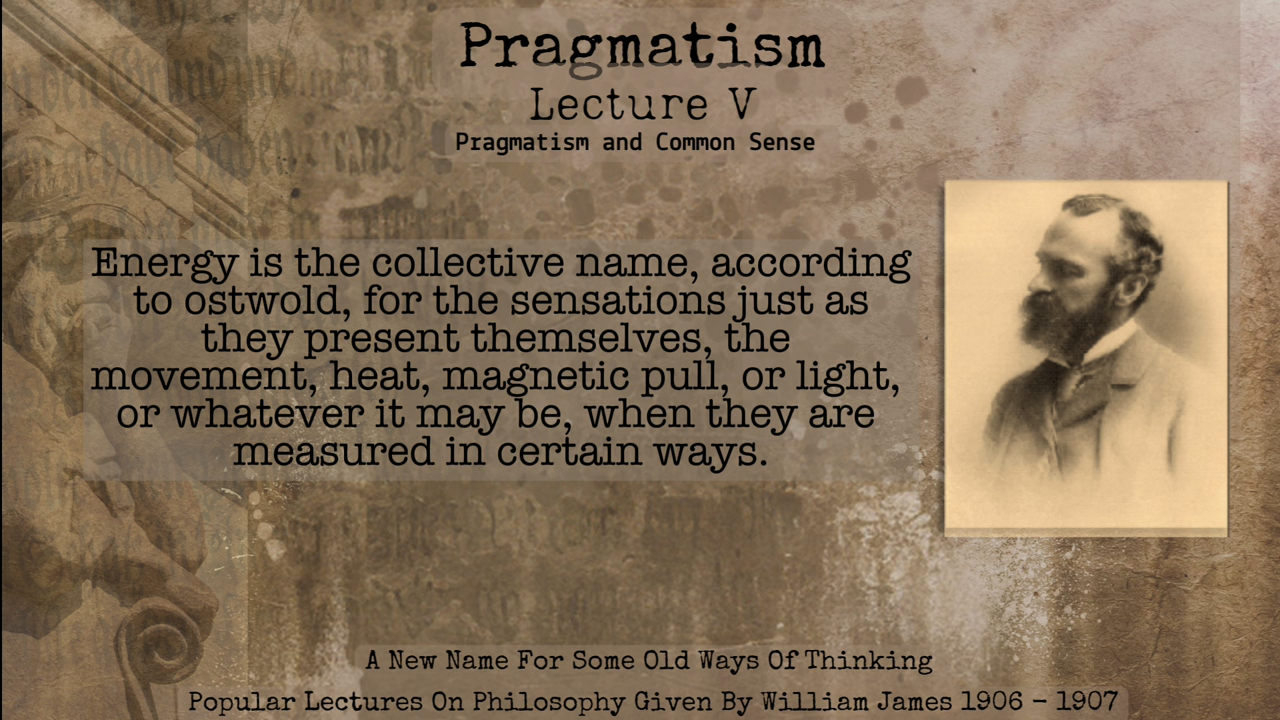 Pragmatism
Lecture V
Pragmatism and Common Sense
Energy is the collective name, according
to ostwold, for the sensations just as
they present themselves, the
movement, heat, magnetic pull, or light,
or whatever it may be, when they are
measured in certain ways.
A New Name For Some Old Ways Of Thinking
Popular Lectures On Philosophy Given By William James 1906 - 1907